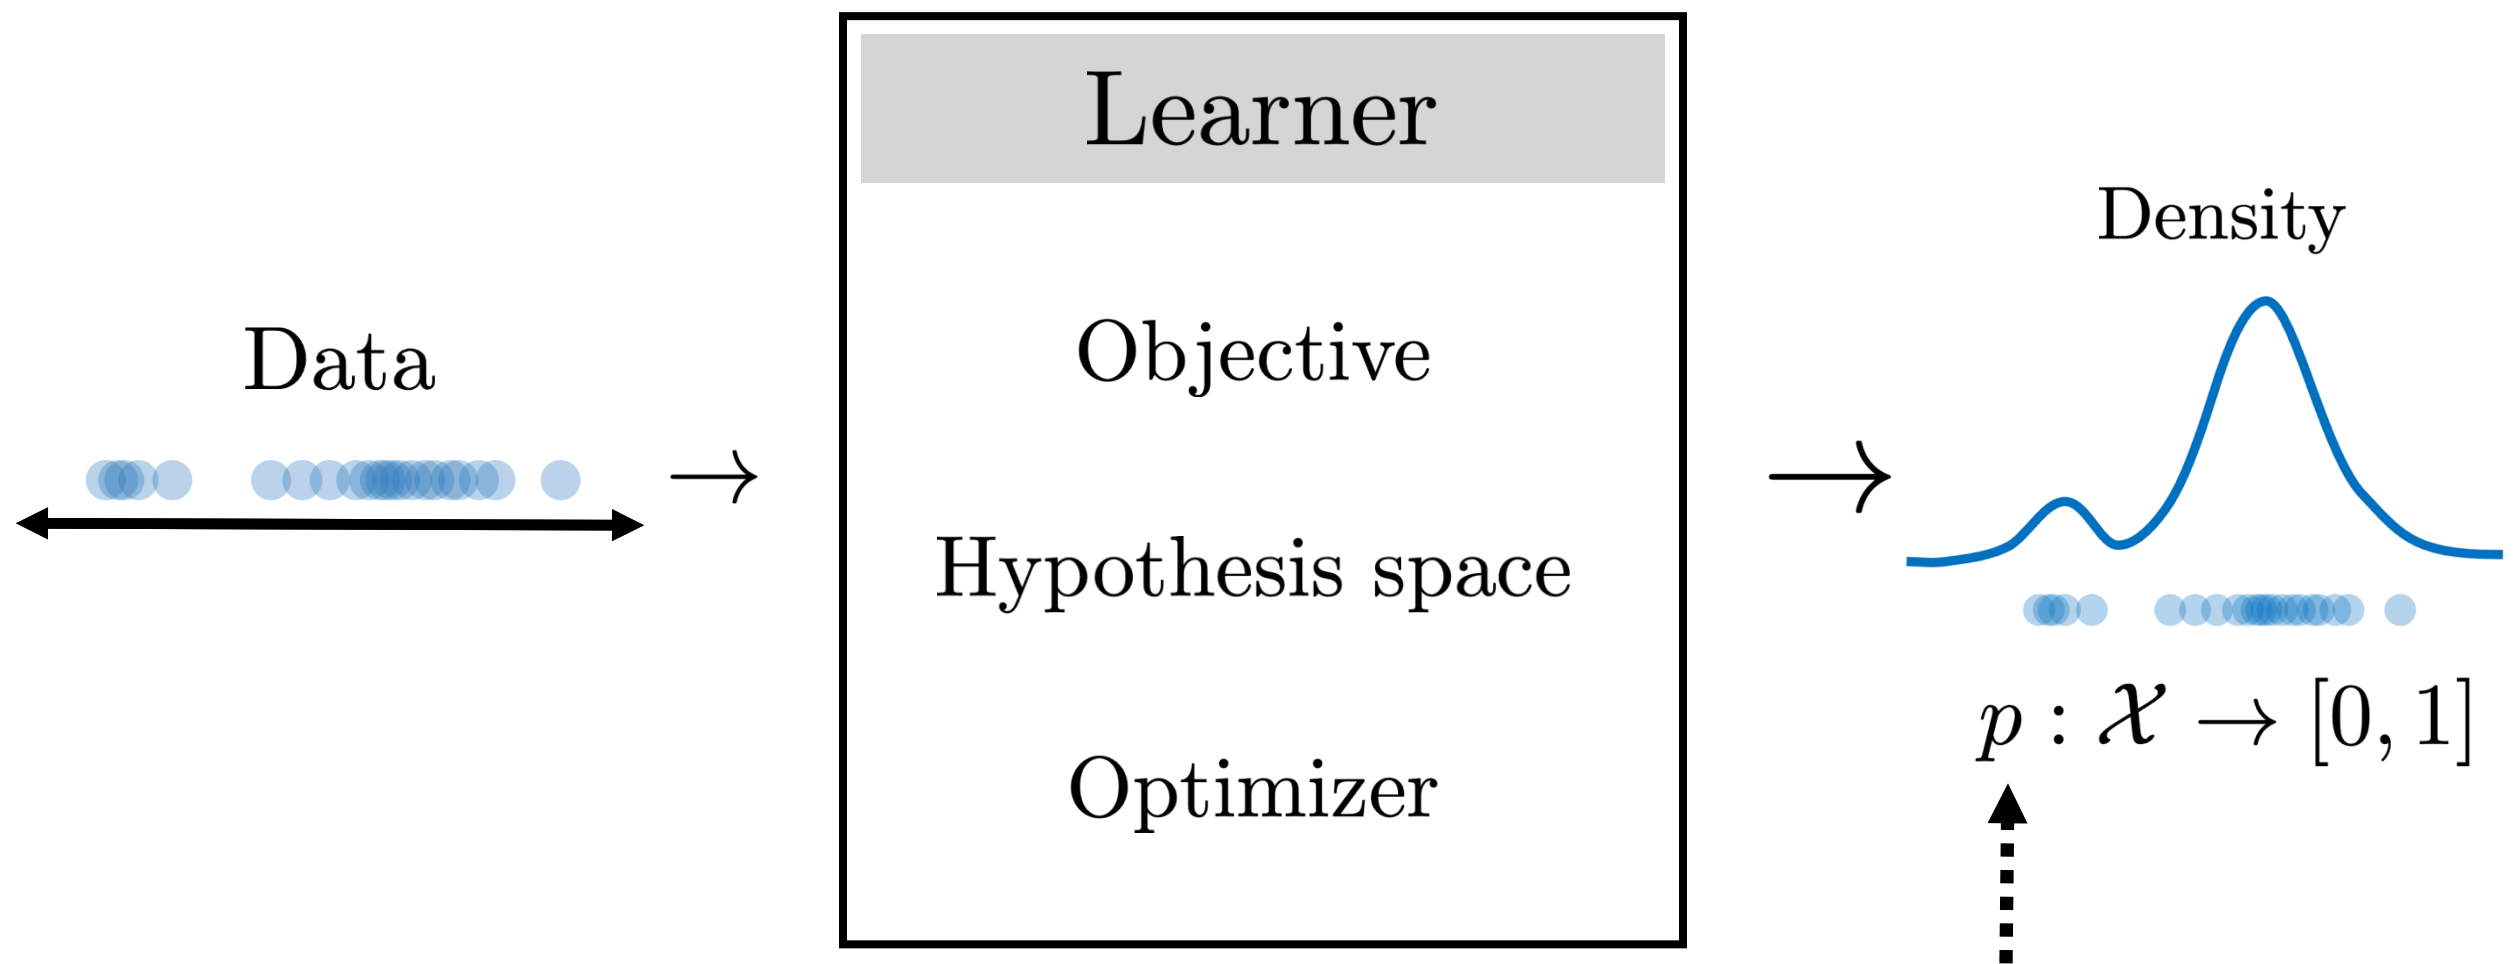 Data
→
Learner
Objective
Hypothesis space
Optimizer
→
Density
p : 𝒳 → [0, 1]